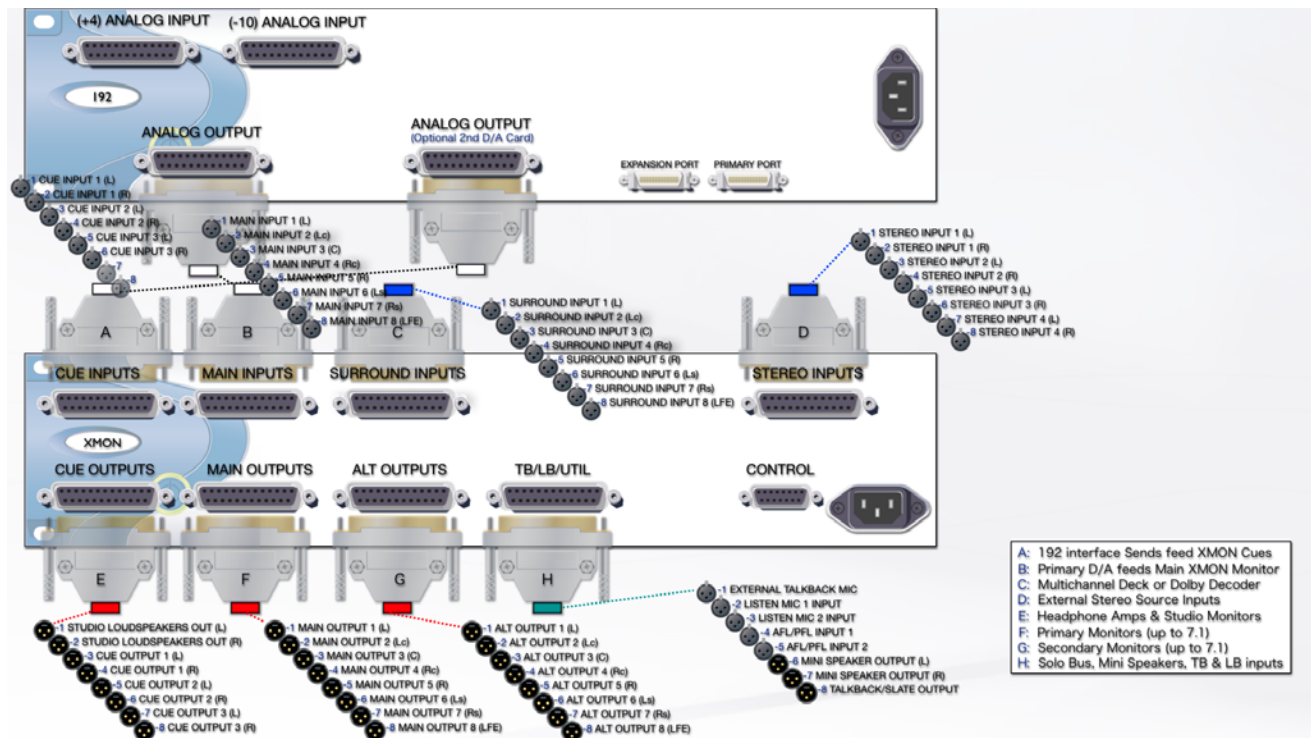 (+4) ANALOG INPUT
(-10) ANALOG INPUT
192
ANALOG OUTPUT
ANALOG OUTPUT
(Optional 2nd D/A Card)
EXPANSION PORT
PRIMARY PORT
-1 CUE INPUT 1 (L)
-2 CUE INPUT 1 (R)
-3 CUE INPUT 2 (L)
-4 CUE INPUT 2 (R)
-5 CUE INPUT 3 (L)
-6 CUE INPUT 3 (R)
-7
-8
-1 MAIN INPUT 1 (L)
-2 MAIN INPUT 2 (Lc)
-3 MAIN INPUT 3 (C)
-4 MAIN INPUT 4 (Rc)
-5 MAIN INPUT 5 (R)
-6 MAIN INPUT 6 (Ls)
-7 MAIN INPUT 7 (Rs)
-8 MAIN INPUT 8 (LFE)
-1 SURROUND INPUT 1 (L)
-2 SURROUND INPUT 2 (Lc)
-3 SURROUND INPUT 3 (C)
-4 SURROUND INPUT 4 (Rc)
-5 SURROUND INPUT 5 (R)
-6 SURROUND INPUT 6 (Ls)
-7 SURROUND INPUT 7 (Rs)
-8 SURROUND INPUT 8 (LFE)
-1 STEREO INPUT 1 (L)
-2 STEREO INPUT 1 (R)
-3 STEREO INPUT 2 (L)
-4 STEREO INPUT 2 (R)
-5 STEREO INPUT 3 (L)
-6 STEREO INPUT 3 (R)
-7 STEREO INPUT 4 (L)
-8 STEREO INPUT 4 (R)
A
B
C
D
CUE INPUTS
MAIN INPUTS
SURROUND INPUTS
STEREO INPUTS
XMON
CUE OUTPUTS
MAIN OUTPUTS
ALT OUTPUTS
TB/LB/UTIL
CONTROL
E
F
G
H
-1 STUDIO LOUDSPEAKERS OUT (L)
-2 STUDIO LOUDSPEAKERS OUT (R)
-3 CUE OUTPUT 1 (L)
-4 CUE OUTPUT 1 (R)
-5 CUE OUTPUT 2 (L)
-6 CUE OUTPUT 2 (R)
-7 CUE OUTPUT 3 (L)
-8 CUE OUTPUT 3 (R)
-1 MAIN OUTPUT 1 (L)
-2 MAIN OUTPUT 2 (Lc)
-3 MAIN OUTPUT 3 (C)
-4 MAIN OUTPUT 4 (Rc)
-5 MAIN OUTPUT 5 (R)
-6 MAIN OUTPUT 6 (Ls)
-7 MAIN OUTPUT 7 (Rs)
-8 MAIN OUTPUT 8 (LFE)
-1 ALT OUTPUT 1 (L)
-2 ALT OUTPUT 2 (Lc)
-3 ALT OUTPUT 3 (C)
-4 ALT OUTPUT 4 (Rc)
-5 ALT OUTPUT 5 (R)
-6 ALT OUTPUT 6 (Ls)
-7 ALT OUTPUT 7 (Rs)
-8 ALT OUTPUT 8 (LFE)
-1 EXTERNAL TALKBACK MIC
-2 LISTEN MIC 1 INPUT
-3 LISTEN MIC 2 INPUT
-4 AFL/PFL INPUT 1
-5 AFL/PFL INPUT 2
-6 MINI SPEAKER OUTPUT (L)
-7 MINI SPEAKER OUTPUT (R)
-8 TALKBACK/SLATE OUTPUT
A: 192 interface Sends feed XMON Cues
B: Primary D/A feeds Main XMON Monitor
C: Multichannel Deck or Dolby Decoder
D: External Stereo Source Inputs
E: Headphone Amps & Studio Monitors
F: Primary Monitors (up to 7.1)
G: Secondary Monitors (up to 7.1)
H: Solo Bus, Mini Speakers, TB & LB inputs